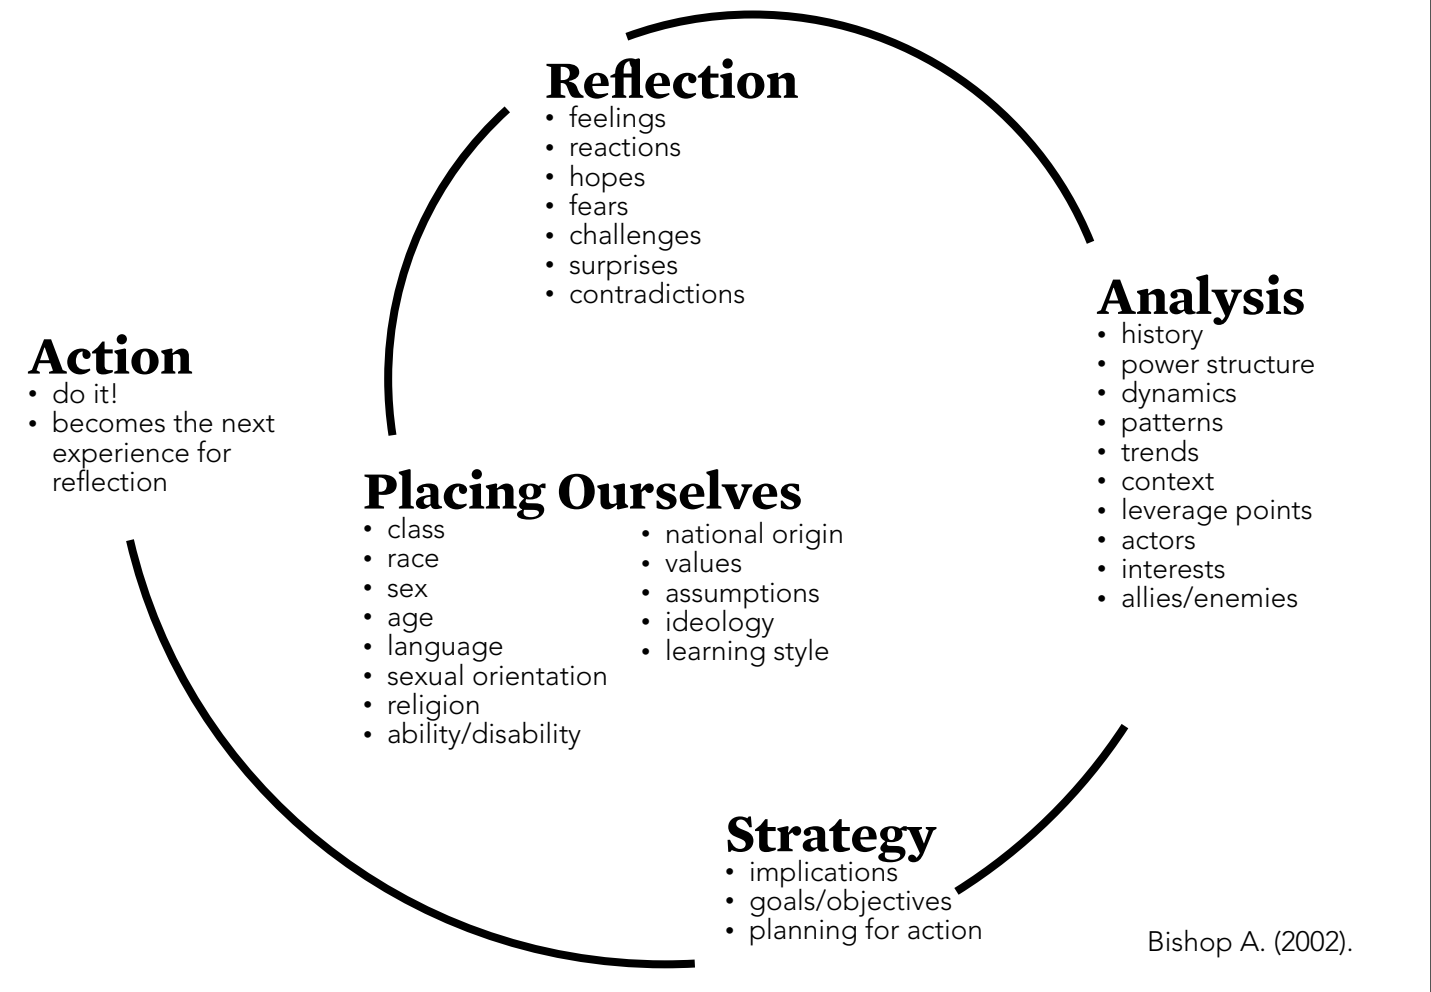 Reflection
• feelings
• reactions
• hopes
• fears
• challenges
• surprises
• contradictions
Analysis
• history
• power structure
• dynamics
• patterns
• trends
• context
• leverage points
• actors
• interests
• allies/enemies
Action
• do it!
• becomes the next
experience for
reflection
Placing Ourselves
• class
• race
• sex
• age
• language
• sexual orientation
• religion
• ability/disability
• national origin
• values
• assumptions
• ideology
• learning style
Strategy
• implications
• goals/objectives
• planning for action
Bishop A. (2002).